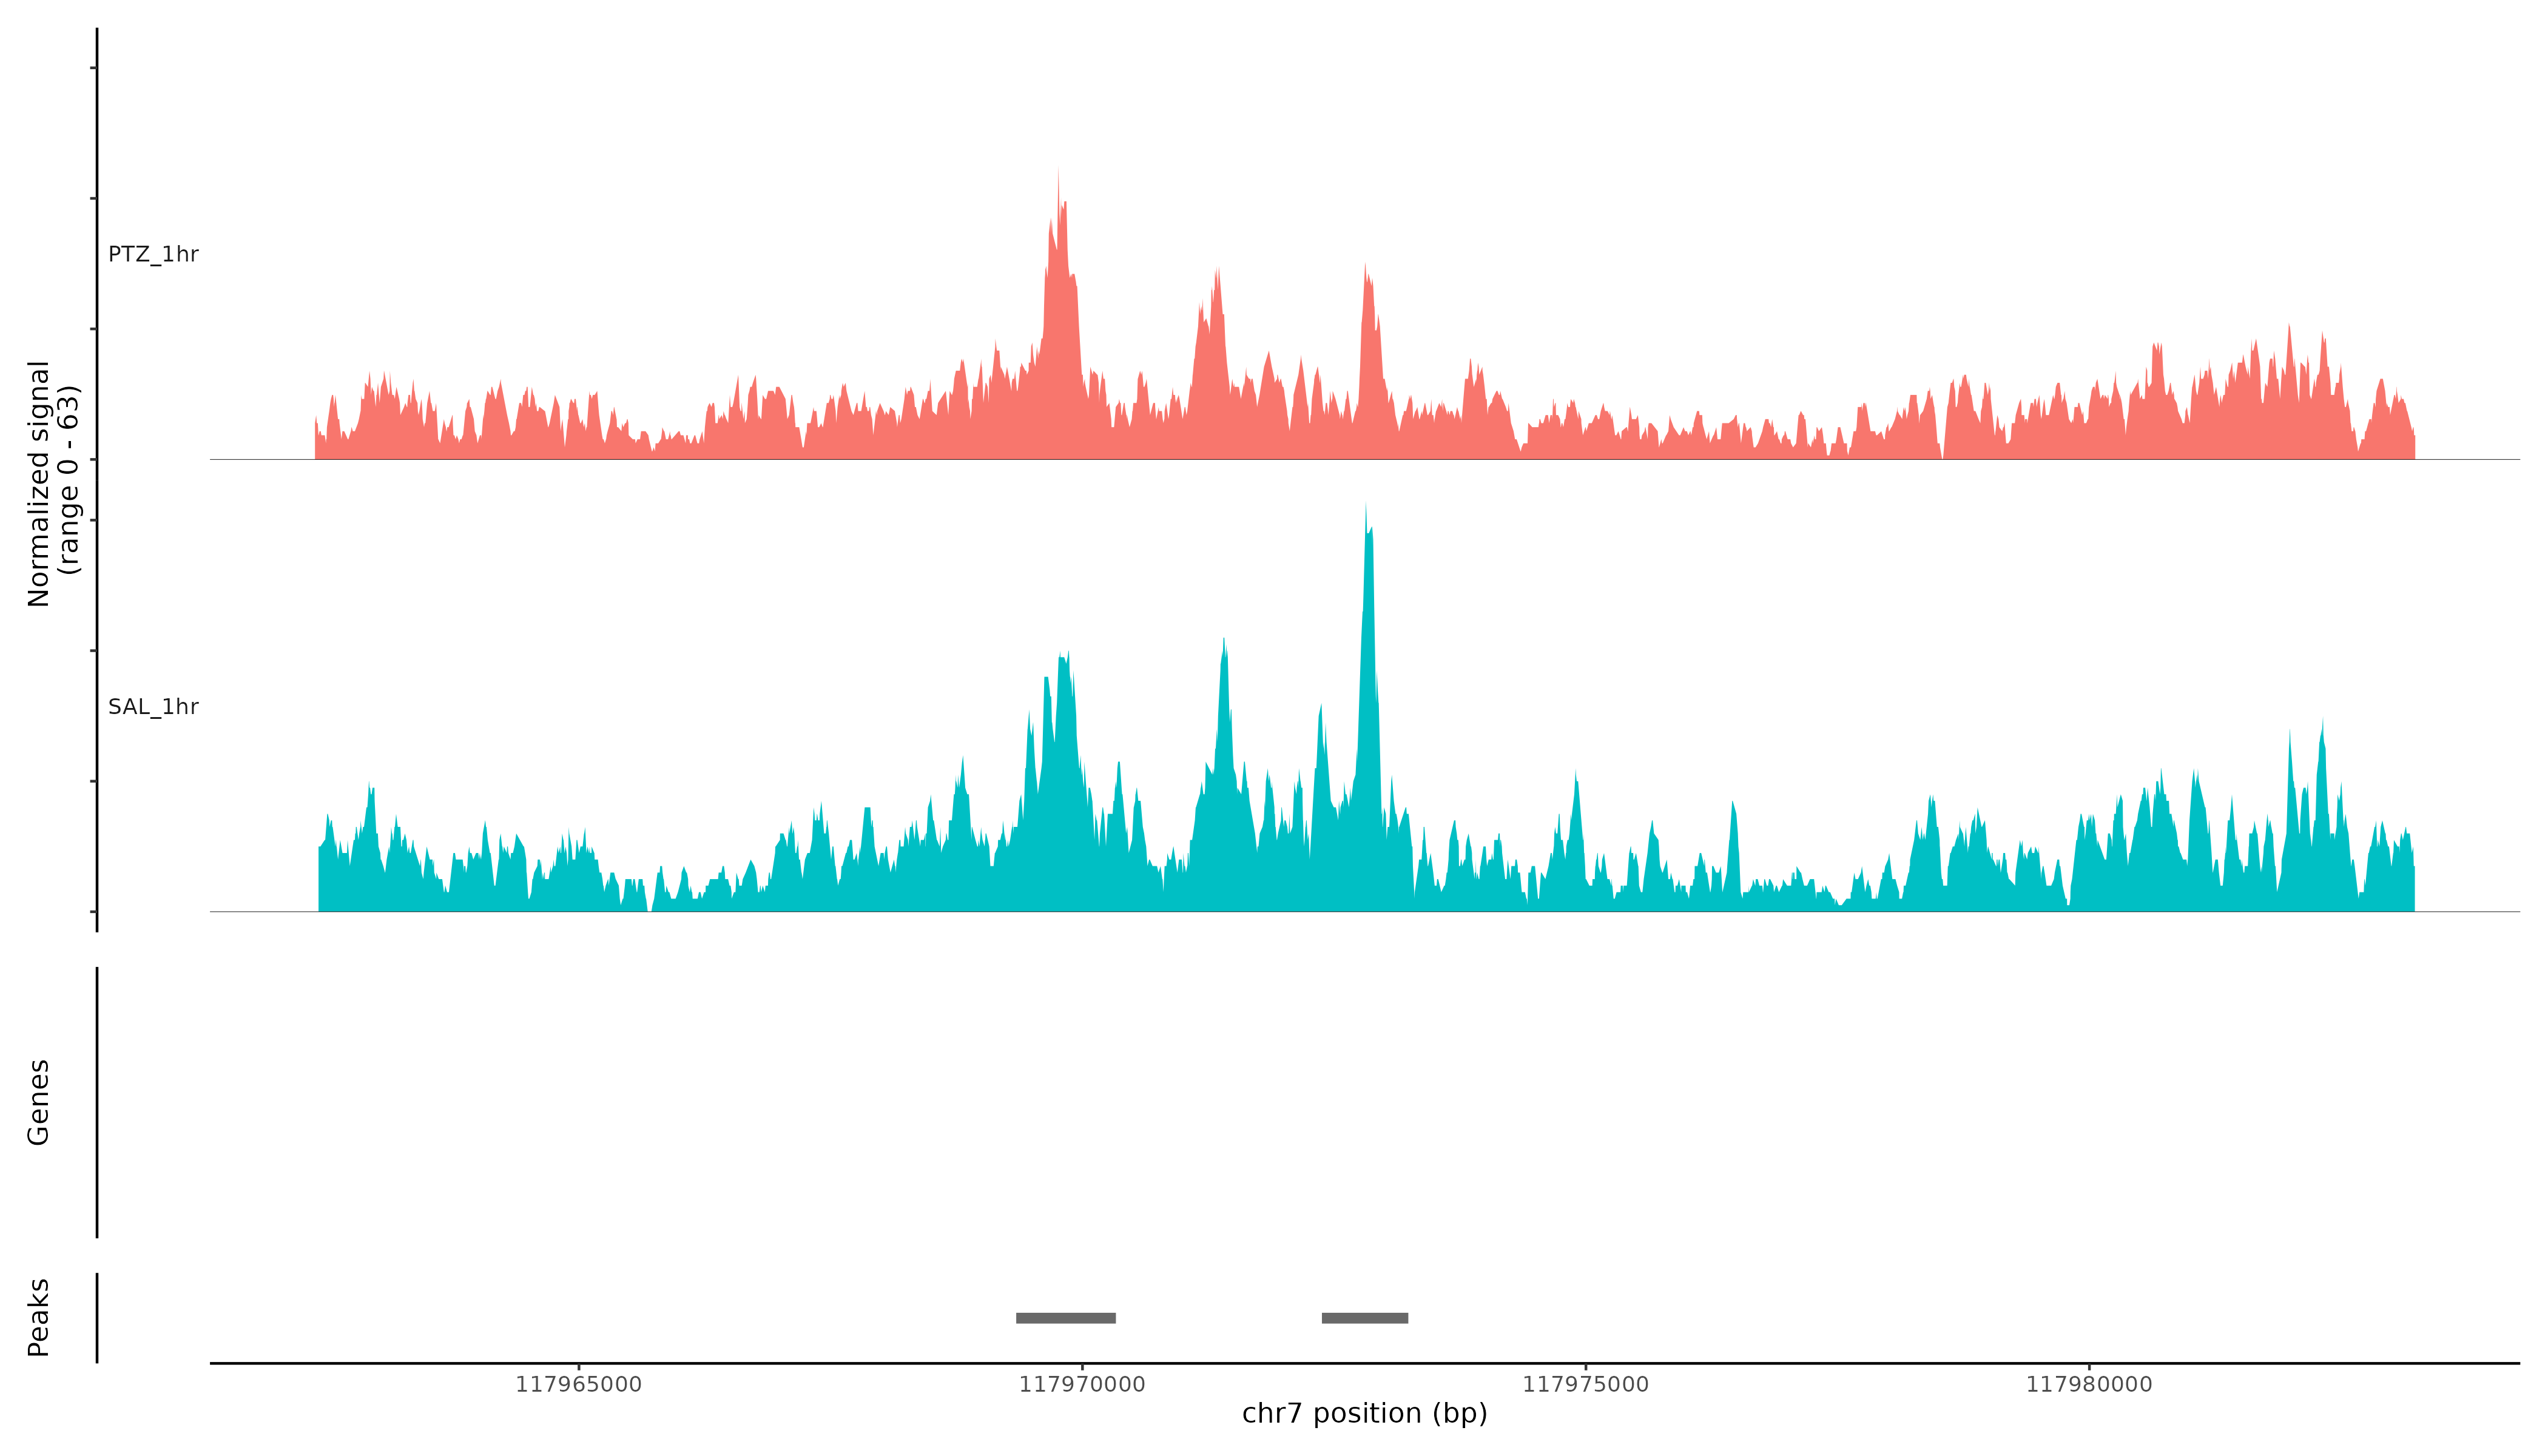 Normalized signal
(range 0 - 63)
PTZ_1hr
SAL_1hr
Genes
Peaks
117965000
117970000
117975000
117980000
chr7 position (bp)